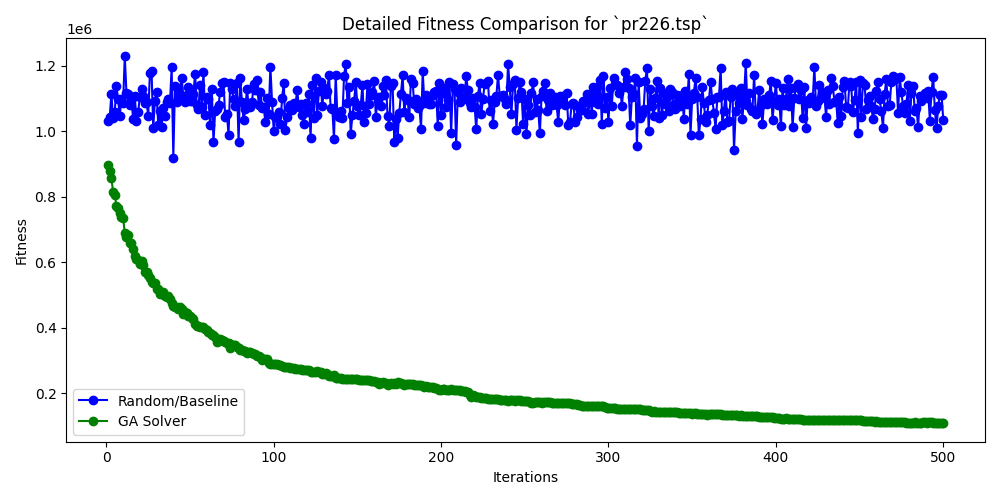 Detailed Fitness Comparison for `pr226.tsp`
1e6
1.2
1.0
0.8
0.6
0.4
0.2
Fitness
Random/Baseline
GA Solver
0 100 200 300 400 500
Iterations